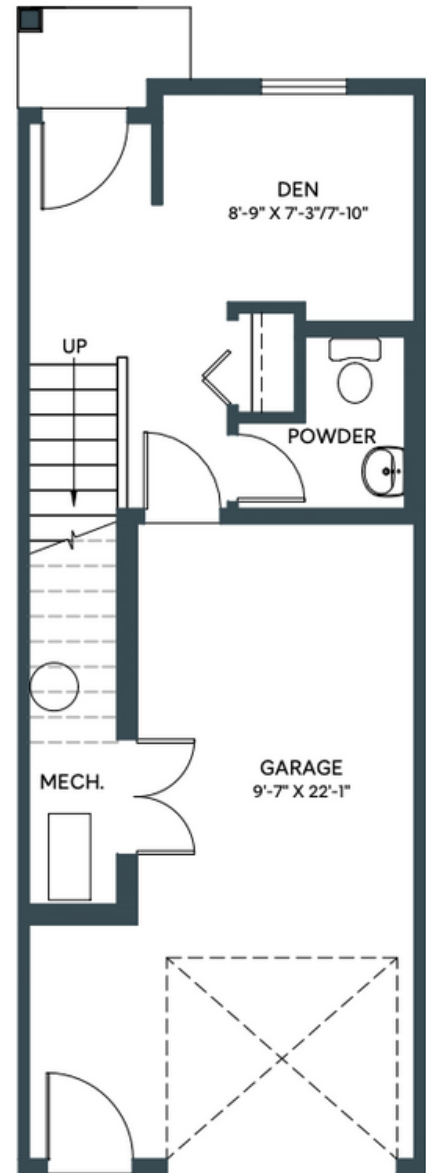 DEN
8'-9" X 7'-3"/7'-10"
UP
POWDER
GARAGE
9'-7" X 22'-1"
MECH.